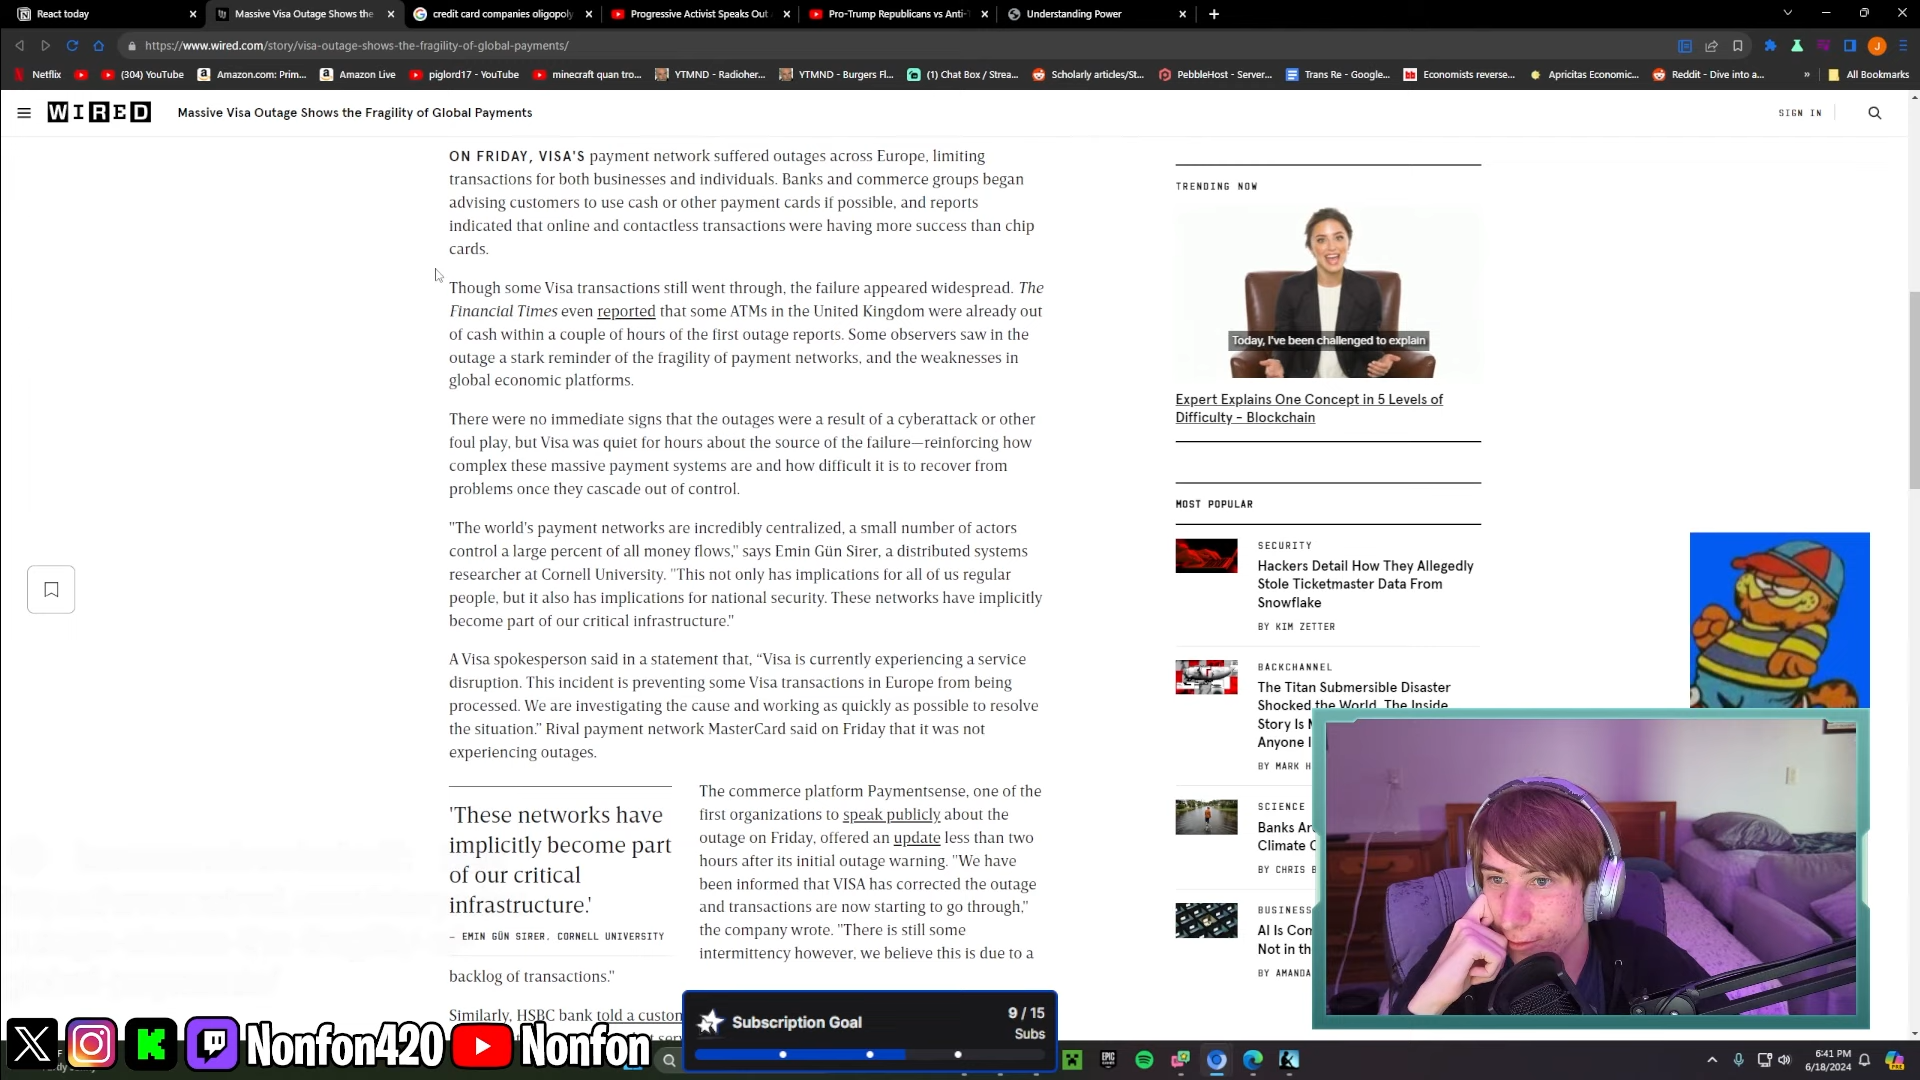 React today
Massive Visa Outage Shows the
credit card companies oligopoly
Progressive Activist Speaks Out
Pro-Trump Republicans vs Anti-T
Understanding Power
https://www.wired.com/story/visa-outage-shows-the-fragility-of-global-payments/
Netflix
(304) YouTube
Amazon.com: Prim...
Amazon Live
piglord17 - YouTube
minecraft quan tro...
YTMND - Radioher...
YTMND - Burgers Fl...
(1) Chat Box / Strea...
Scholarly articles/St...
PebbleHost - Server...
Trans Re - Google...
Economists reverse...
Apricitas Economic...
Reddit - Dive into a...
»
All Bookmarks
WIRED
Massive Visa Outage Shows the Fragility of Global Payments
SIGN IN
ON FRIDAY, VISA'S payment network suffered outages across Europe, limiting
transactions for both businesses and individuals. Banks and commerce groups began
advising customers to use cash or other payment cards if possible, and reports
indicated that online and contactless transactions were having more success than chip
cards.
Though some Visa transactions still went through, the failure appeared widespread. The
Financial Times even reported that some ATMs in the United Kingdom were already out
of cash within a couple of hours of the first outage reports. Some observers saw in the
outage a stark reminder of the fragility of payment networks, and the weaknesses in
global economic platforms.
There were no immediate signs that the outages were a result of a cyberattack or other
foul play, but Visa was quiet for hours about the source of the failure—reinforcing how
complex these massive payment systems are and how difficult it is to recover from
problems once they cascade out of control.
"The world's payment networks are incredibly centralized, a small number of actors
control a large percent of all money flows," says Emin Gün Sirer, a distributed systems
researcher at Cornell University. "This not only has implications for all of us regular
people, but it also has implications for national security. These networks have implicitly
become part of our critical infrastructure."
A Visa spokesperson said in a statement that, “Visa is currently experiencing a service
disruption. This incident is preventing some Visa transactions in Europe from being
processed. We are investigating the cause and working as quickly as possible to resolve
the situation.” Rival payment network MasterCard said on Friday that it was not
experiencing outages.
'These networks have
implicitly become part
of our critical
infrastructure.'
– EMIN GÜN SIRER, CORNELL UNIVERSITY
The commerce platform Paymentsense, one of the
first organizations to speak publicly about the
outage on Friday, offered an update less than two
hours after its initial outage warning. "We have
been informed that VISA has corrected the outage
and transactions are now starting to go through,"
the company wrote. "There is still some
intermittency however, we believe this is due to a
backlog of transactions."
Similarly, HSBC bank told a custom
TRENDING NOW
Today, I've been challenged to explain
Expert Explains One Concept in 5 Levels of
Difficulty - Blockchain
MOST POPULAR
SECURITY
Hackers Detail How They Allegedly
Stole Ticketmaster Data From
Snowflake
BY KIM ZETTER
BACKCHANNEL
The Titan Submersible Disaster
Shocked the World. The Inside
Story Is M
Anyone I
BY MARK H
SCIENCE
Banks Ar
Climate C
BY CHRIS B
BUSINESS
AI Is Com
Not in th
BY AMANDA
Subscription Goal
9 / 15
Subs
Nonfon420
Nonfon
6:41 PM
6/18/2024